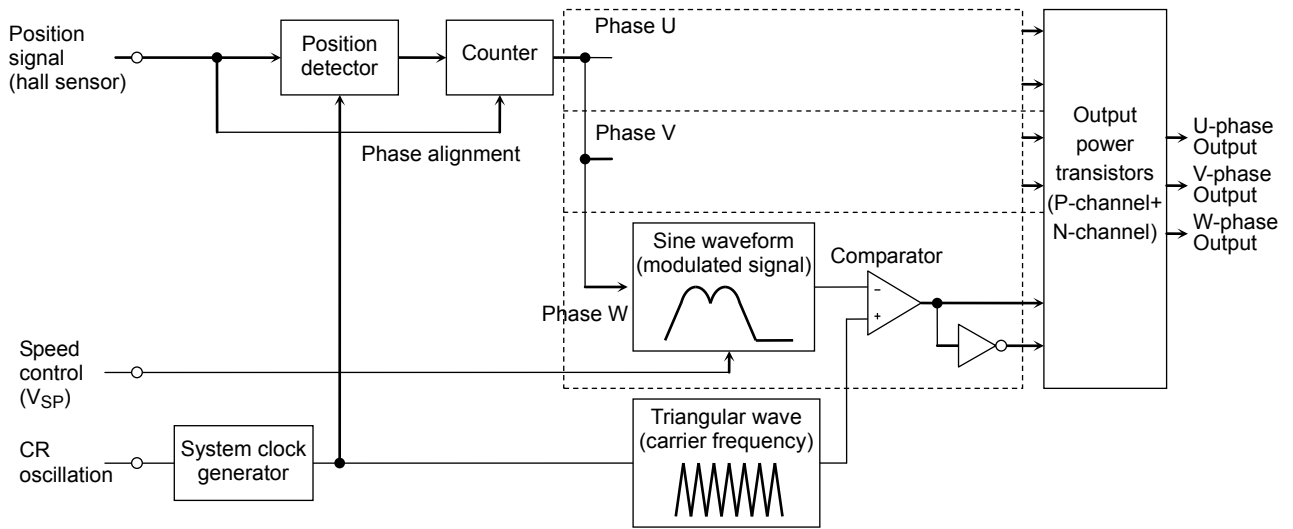 Position
signal
(hall sensor)
Position
detector
Counter
Phase alignment
Phase U
Phase V
Phase W
Sine waveform
(modulated signal)
Comparator
−
+
Output
power
transistors
(P-channel+
N-channel)
U-phase
Output
V-phase
Output
W-phase
Output
Speed
control
(VSP)
CR
oscillation
System clock
generator
Triangular wave
(carrier frequency)